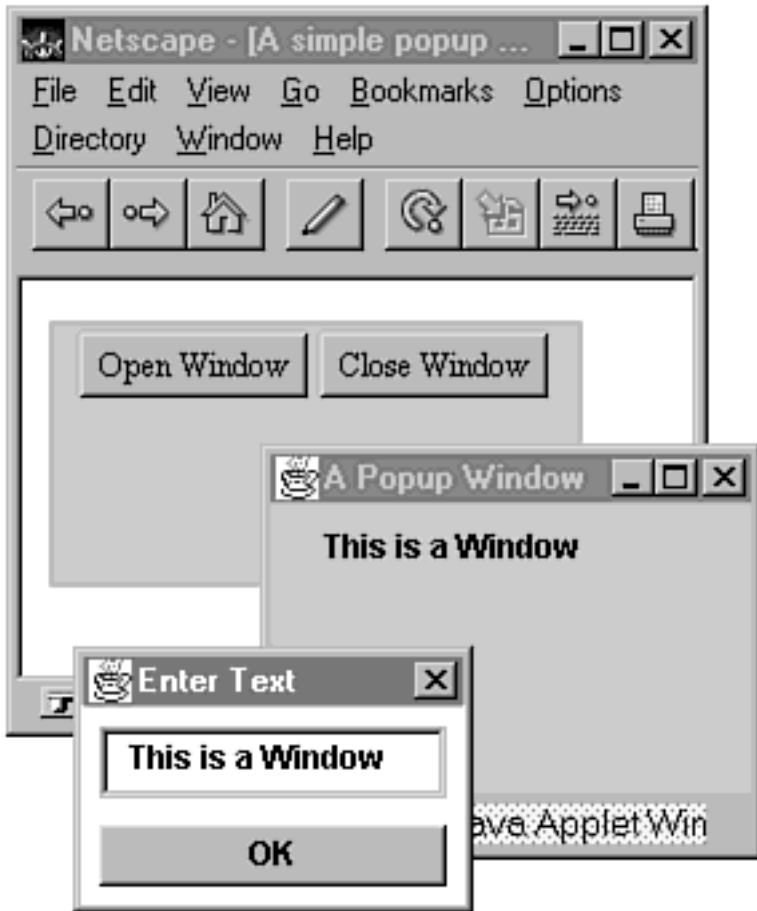 Netscape - [A simple popup ...
File Edit View Go Bookmarks Options
Directory Window Help
Open Window Close Window
A Popup Window
This is a Window
Enter Text
This is a Window
OK
Applet Win